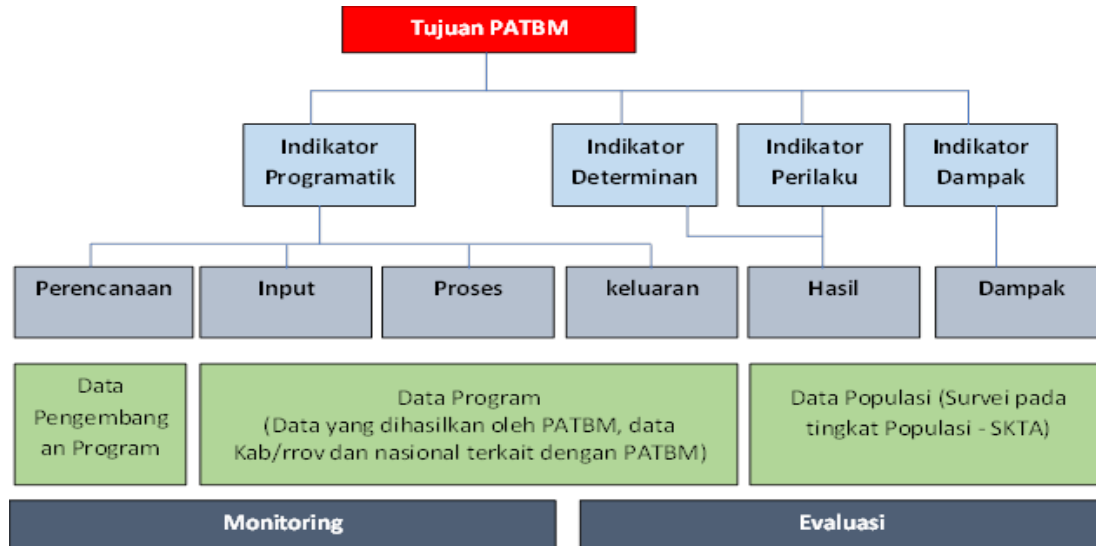 Tujuan PATBM
Indikator
Programatik
Indikator
Determinan
Indikator
Perilaku
Indikator
Dampak
Perencanaan
Input
Proses
keluaran
Hasil
Dampak
Data
Pengembang
an Program
Data Program
(Data yang dihasilkan oleh PATBM, data
Kab/rrov dan nasional terkait dengan PATBM)
Data Populasi (Survei pada
tingkat Populasi - SKTA)
Monitoring
Evaluasi